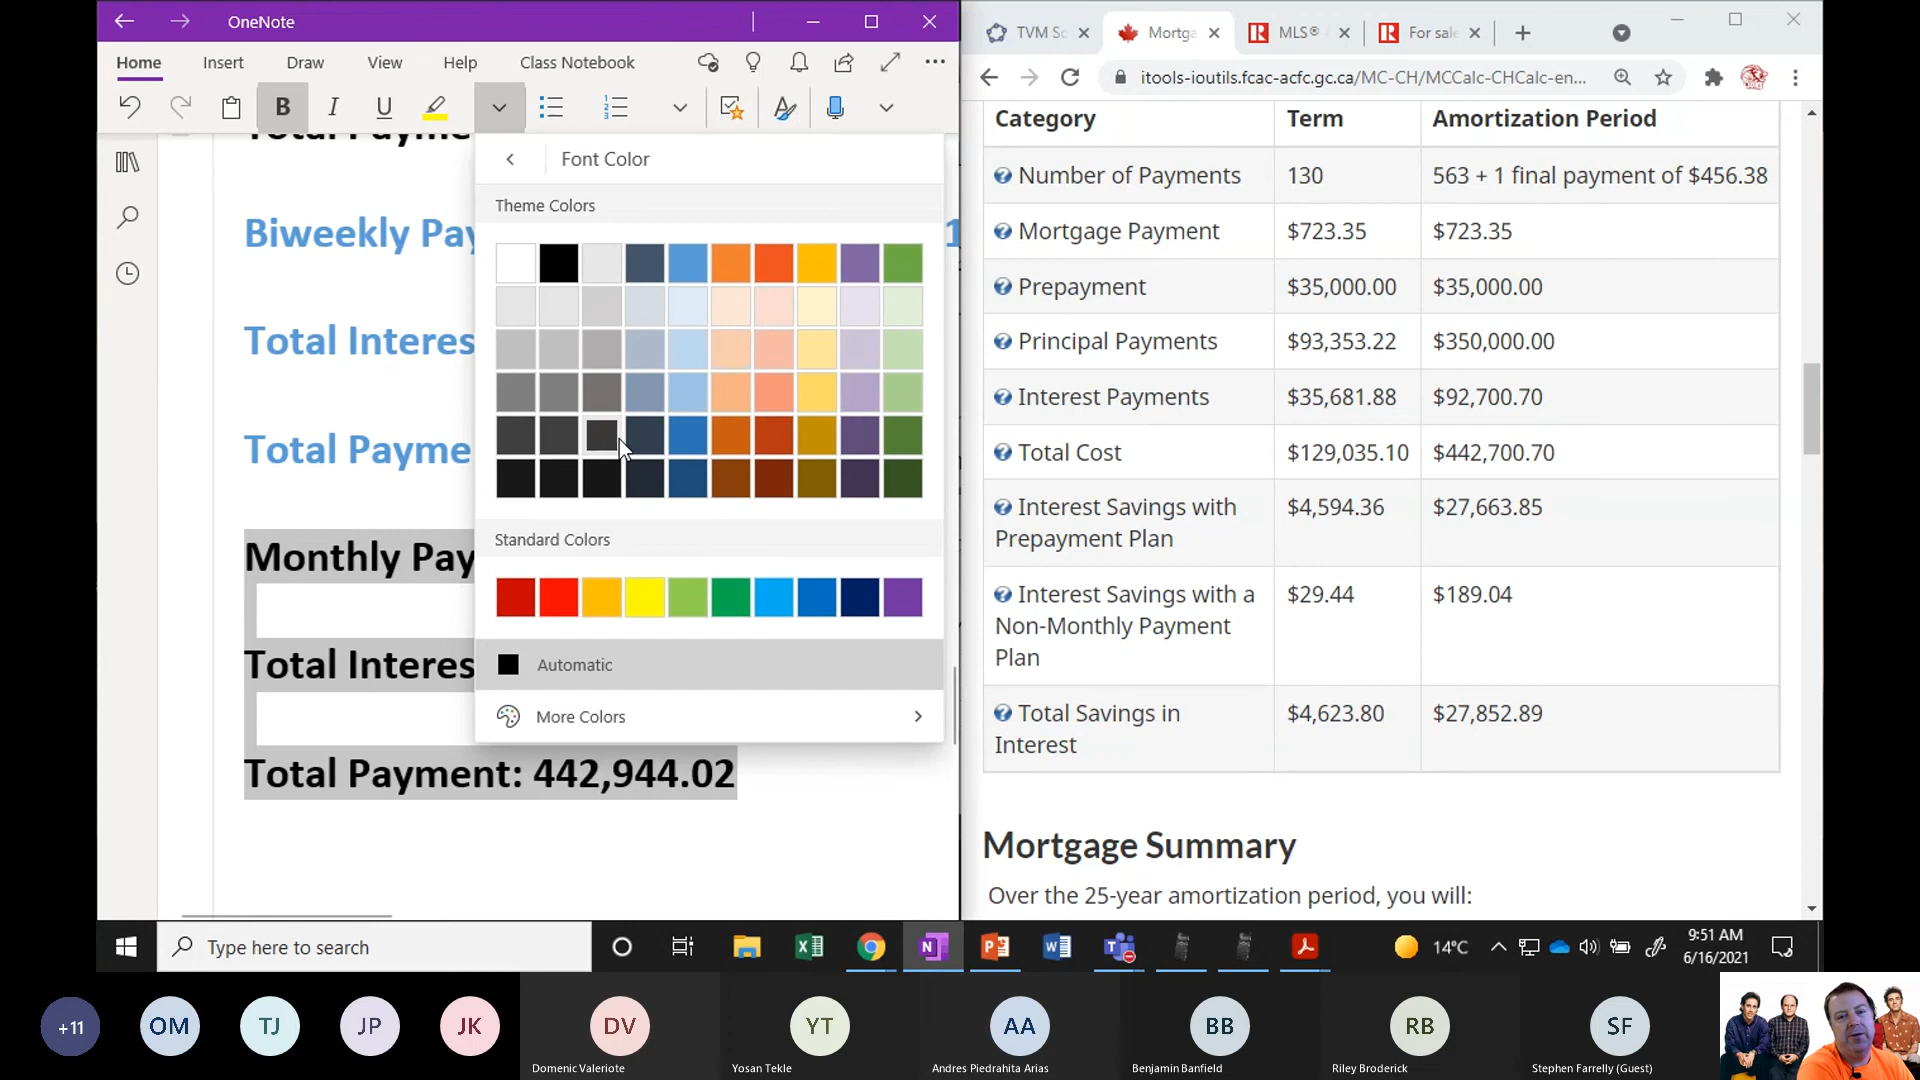 OneNote
Home Insert Draw View Help Class Notebook
B I U
Total Payme
Biweekly Pay
Total Interes
Total Payme
Monthly Pay
Total Interes
Total Payment: 442,944.02
Font Color
Theme Colors
Standard Colors
Automatic
More Colors
Mortga
MLS®
For sale
itools-ioutils.fcac-acfc.gc.ca/MC-CH/MCCalc-CHCalc-en...
Category Term Amortization Period
Number of Payments 130 563 + 1 final payment of $456.38
Mortgage Payment $723.35 $723.35
Prepayment $35,000.00 $35,000.00
Principal Payments $93,353.22 $350,000.00
Interest Payments $35,681.88 $92,700.70
Total Cost $129,035.10 $442,700.70
Interest Savings with $4,594.36 $27,663.85
Prepayment Plan
Interest Savings with a $29.44 $189.04
Non-Monthly Payment
Plan
Total Savings in $4,623.80 $27,852.89
Interest
Mortgage Summary
Over the 25-year amortization period, you will:
Type here to search
14°C
9:51 AM
6/16/2021
+11 OM TJ JP JK DV YT AA BB RB SF
Domenic Valeriote Yosan Tekle Andres Piedrahita Arias Benjamin Banfield Riley Broderick Stephen Farrelly (Guest)